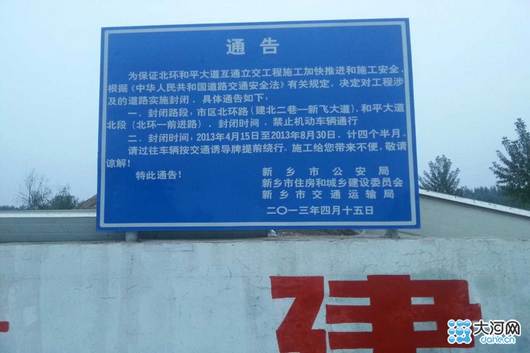 通告
为保证北环和平大道互通立交工程施工加快推进和施工安全，
根据《中华人民共和国道路交通安全法》有关规定，决定对工程涉
及的道路实施封闭，具体通告如下：
一、封闭路段：市区北环路（建北二巷—新飞大道），和平大道
北段（北环—前进路），封闭时间，禁止机动车辆通行
二、封闭时间：2013年4月15日至2013年8月30日，计四个半月。
请过往车辆按交通诱导牌提前绕行。施工给您带来不便，敬请
谅解！
特此通告！
新乡市公安局
新乡市住房和城乡建设委员会
新乡市交通运输局
二〇一三年四月十五日
建
大河网
dahe.cn